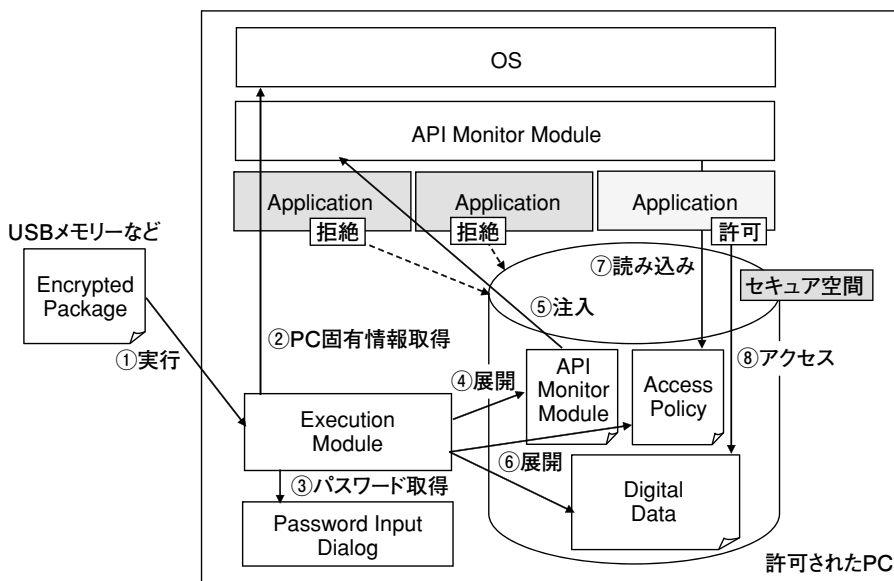 OS
API Monitor Module
Application
Application
Application
拒絶
拒絶
許可
USBメモリーなど
Encrypted
Package
①実行
②PC固有情報取得
⑦読み込み
セキュア空間
⑤注入
⑧アクセス
④展開
API
Monitor
Module
Access
Policy
Execution
Module
⑥展開
③パスワード取得
Digital
Data
Password Input
Dialog
許可されたPC